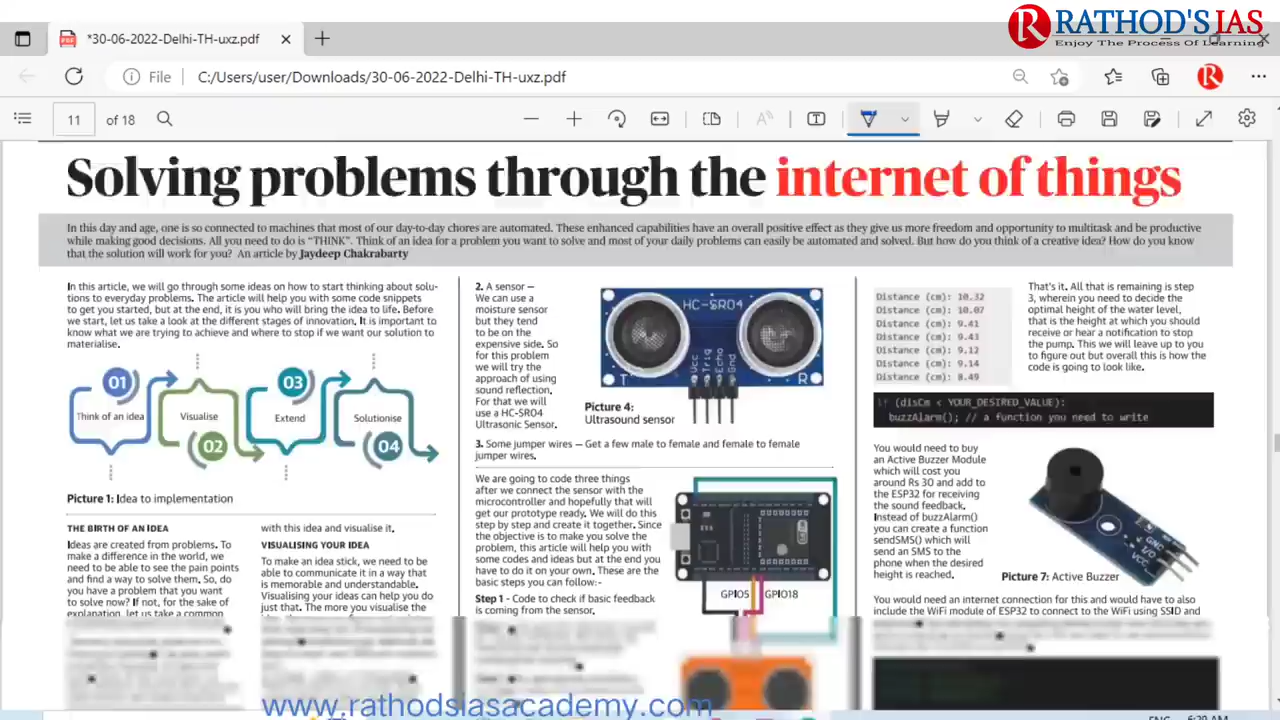 RATHOD'S IAS
Enjoy The Process Of Learning
*30-06-2022-Delhi-TH-uxz.pdf
File
C:/Users/user/Downloads/30-06-2022-Delhi-TH-uxz.pdf
11 of 18
Solving problems through the internet of things
In this day and age, one is so connected to machines that most of our day-to-day chores are automated. These enhanced capabilities have an overall positive effect as they give us more freedom and opportunity to multitask and be productive
while making good decisions. All you need to do is “THINK”. Think of an idea for a problem you want to solve and most of your daily problems can easily be automated and solved. But how do you think of a creative idea? How do you know
that the solution will work for you? An article by Jaydeep Chakrabarty
In this article, we will go through some ideas on how to start thinking about solu-
tions to everyday problems. The article will help you with some code snippets
to get you started, but at the end, it is you who will bring the idea to life. Before
we start, let us take a look at the different stages of innovation. It is important to
know what we are trying to achieve and where to stop if we want our solution to
materialise.
01
Think of an idea
Visualise
02
03
Extend
Solutionise
04
Picture 1: Idea to implementation
THE BIRTH OF AN IDEA
Ideas are created from problems. To
make a difference in the world, we
need to be able to see the pain points
and find a way to solve them. So, do
you have a problem that you want
to solve now? If not, for the sake of
explanation, let us take a common
with this idea and visualise it.
VISUALISING YOUR IDEA
To make an idea stick, we need to be
able to communicate it in a way that
is memorable and understandable.
Visualising your ideas can help you do
just that. The more you visualise the
2. A sensor —
We can use a
moisture sensor
but they tend
to be on the
expensive side. So
for this problem
we will try the
approach of using
sound reflection.
For that we will
use a HC-SR04
Ultrasonic Sensor.
HC-SR04
Vcc
Trig
Echo
Gnd
T
R
Picture 4:
Ultrasound sensor
3. Some jumper wires — Get a few male to female and female to female
jumper wires.
We are going to code three things
after we connect the sensor with the
microcontroller and hopefully that will
get our prototype ready. We will do this
step by step and create it together. Since
the objective is to make you solve the
problem, this article will help you with
some codes and ideas but at the end you
have to do it on your own. These are the
basic steps you can follow:-
Step 1 - Code to check if basic feedback
is coming from the sensor.
GPIO5
GPIO18
Distance (cm): 10.32
Distance (cm): 10.07
Distance (cm): 9.41
Distance (cm): 9.43
Distance (cm): 9.12
Distance (cm): 9.14
Distance (cm): 8.49
That's it. All that is remaining is step
3, wherein you need to decide the
optimal height of the water level,
that is the height at which you should
receive or hear a notification to stop
the pump. This we will leave up to you
to figure out but overall this is how the
code is going to look like.
if (disCm < YOUR_DESIRED_VALUE):
buzzAlarm(); // a function you need to write
You would need to buy
an Active Buzzer Module
which will cost you
around Rs 30 and add to
the ESP32 for receiving
the sound feedback.
Instead of buzzAlarm()
you can create a function
sendSMS() which will
send an SMS to the
phone when the desired
height is reached.
GND
I/O
VCC
Picture 7: Active Buzzer
You would need an internet connection for this and would have to also
include the WiFi module of ESP32 to connect to the WiFi using SSID and
www.rathodsiasacademy.com
ENG
6:39 AM